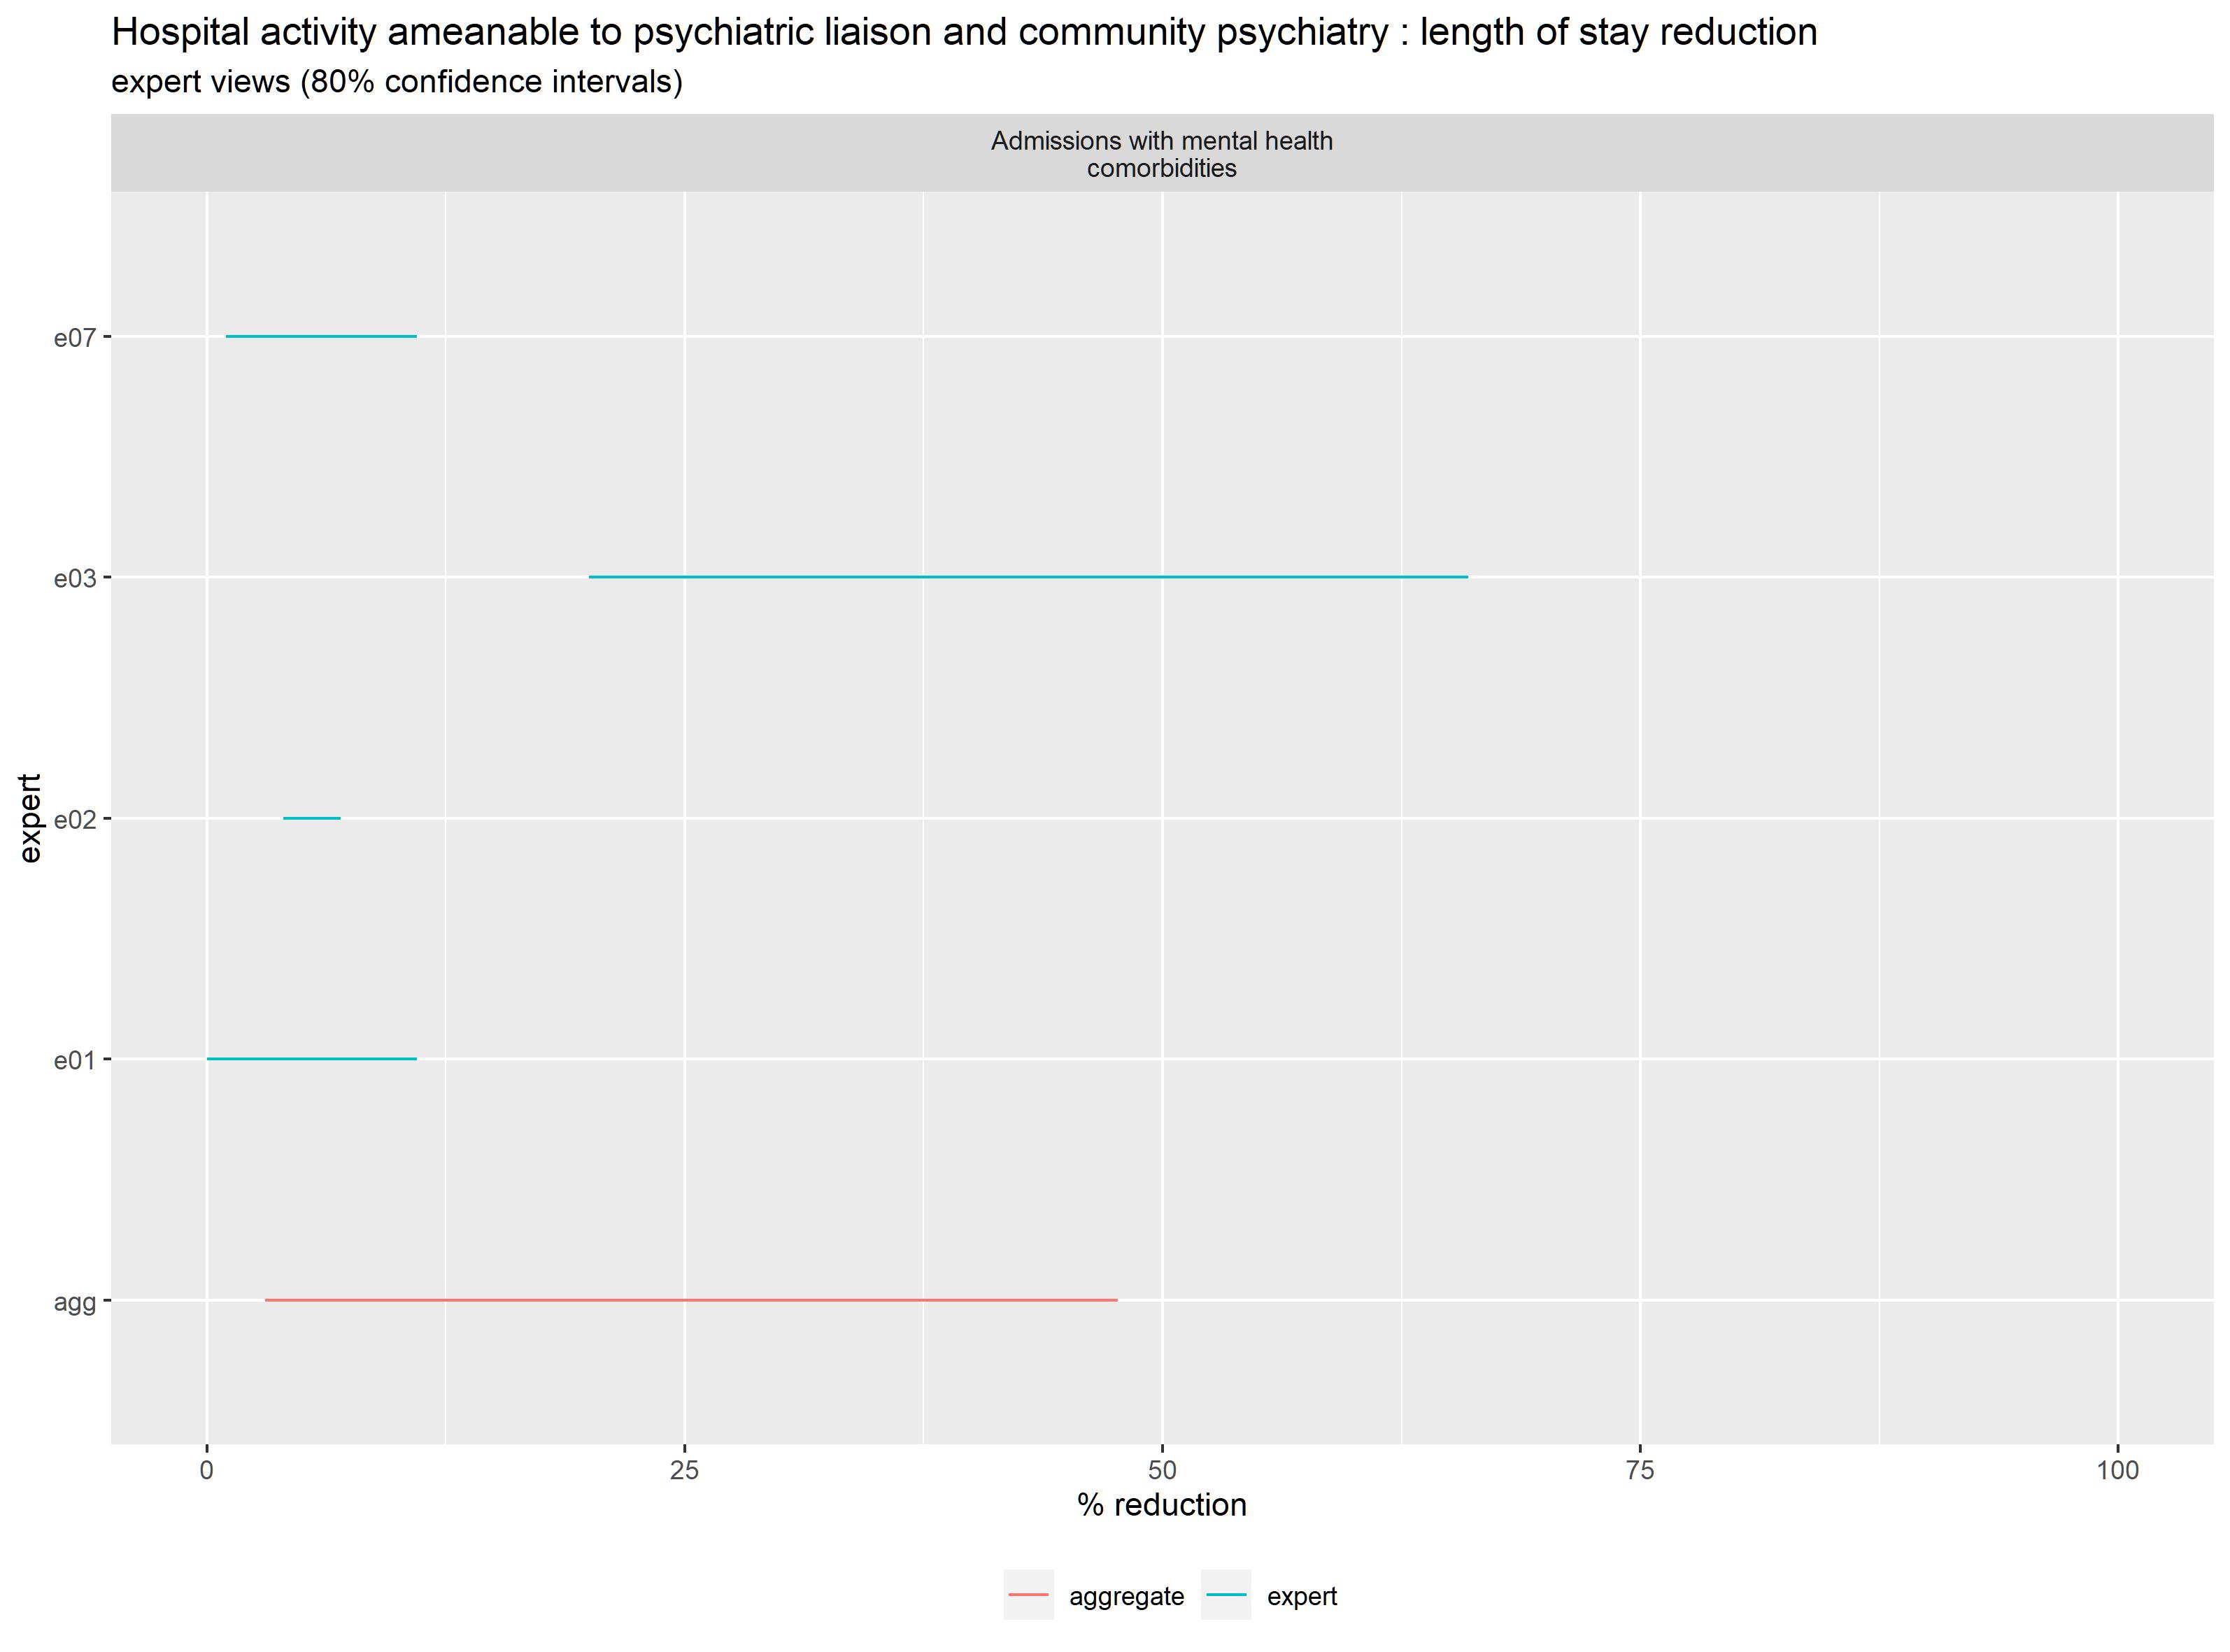 Hospital activity ameanable to psychiatric liaison and community psychiatry : length of stay reduction
expert views (80% confidence intervals)
Admissions with mental health
comorbidities
e07
e03
e02
e01
agg
expert
0 25 50 75 100
% reduction
aggregate expert